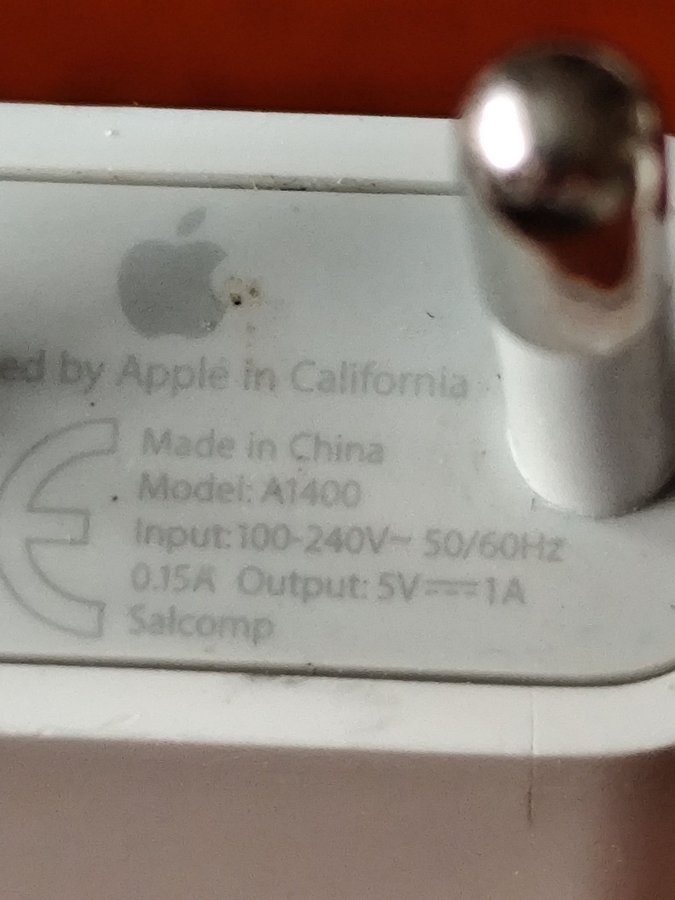 ed by Apple in California
Made in China
Model: A1400
Input: 100-240V~ 50/60Hz
0.15A Output: 5V⎓1A
Salcomp